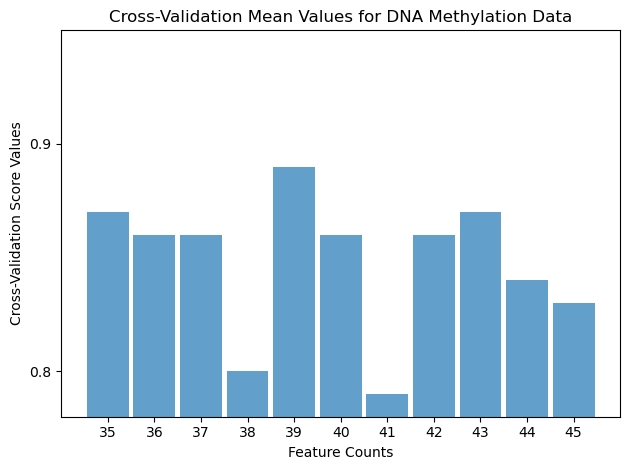 Cross-Validation Mean Values for DNA Methylation Data
Cross-Validation Score Values
0.9
0.8
35 36 37 38 39 40 41 42 43 44 45
Feature Counts